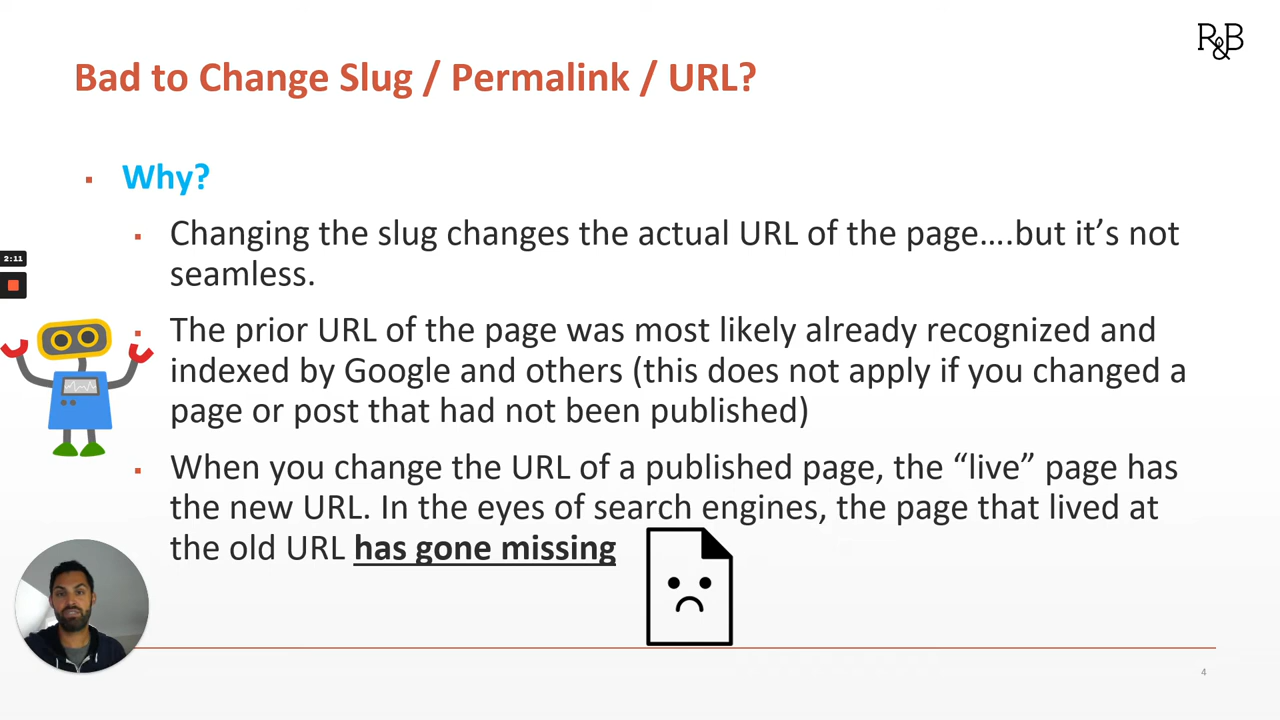 R&B
Bad to Change Slug / Permalink / URL?
Why?
Changing the slug changes the actual URL of the page….but it’s not
seamless.
2:11
The prior URL of the page was most likely already recognized and
indexed by Google and others (this does not apply if you changed a
page or post that had not been published)
When you change the URL of a published page, the “live” page has
the new URL. In the eyes of search engines, the page that lived at
the old URL has gone missing
4